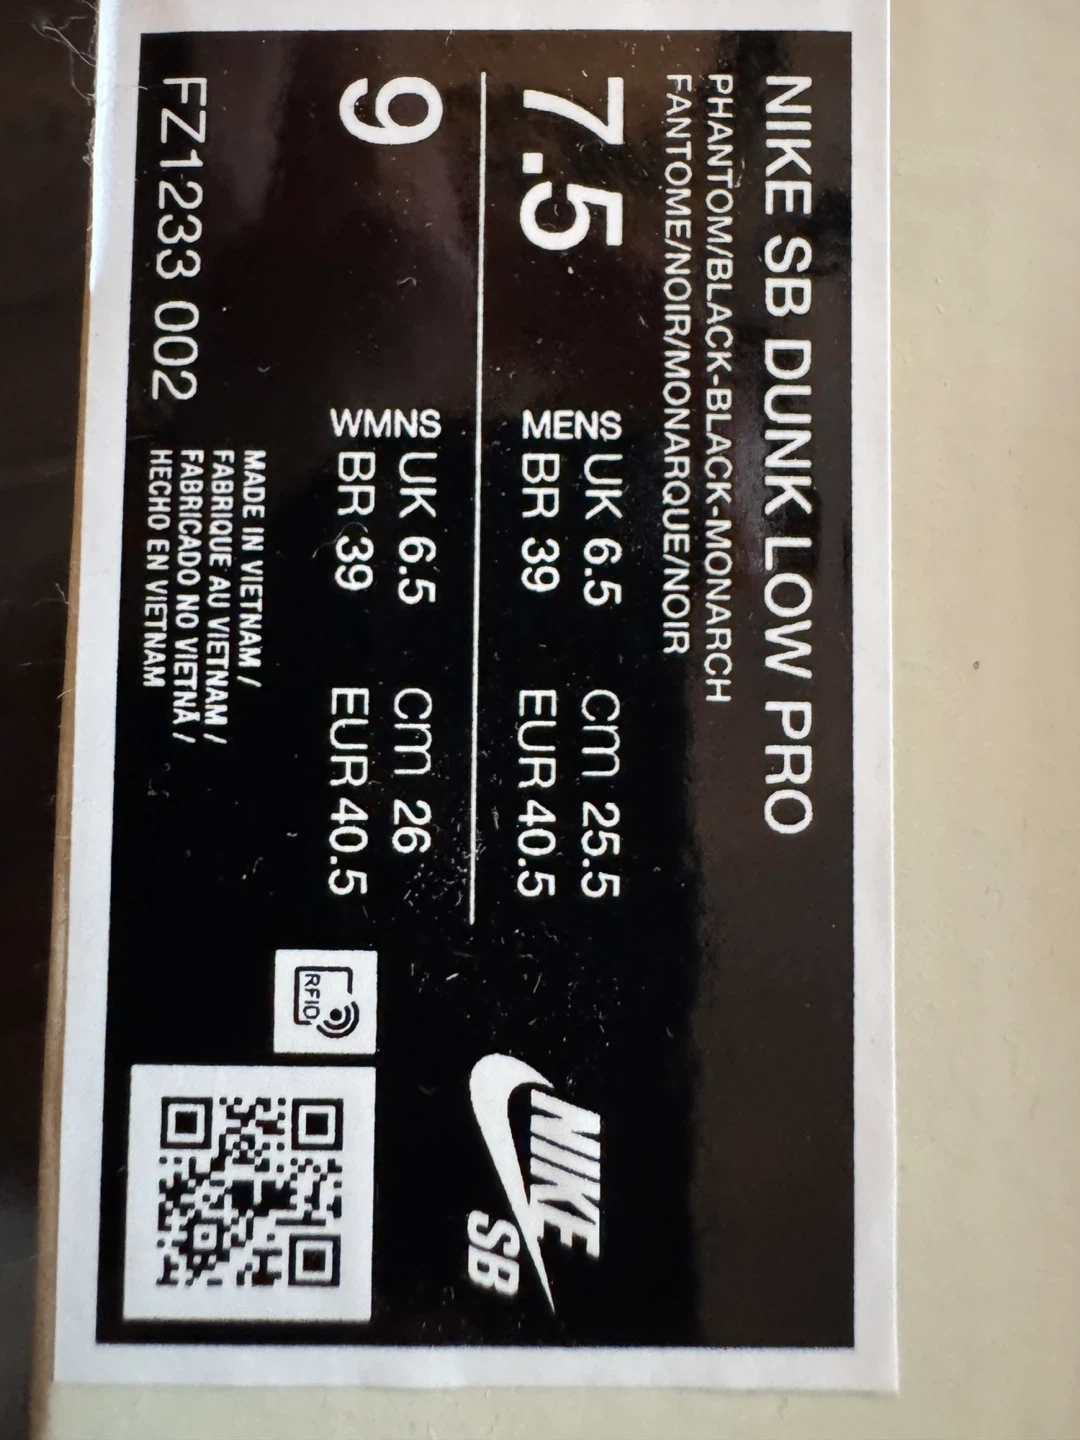 NIKE SB DUNK LOW PRO
PHANTOM/BLACK-BLACK-MONARCH
FANTOME/NOIR/MONARQUE/NOIR
7.5
MENS
UK 6.5 cm 25.5
BR 39 EUR 40.5
9
WMNS
UK 6.5 cm 26
BR 39 EUR 40.5
FZ1233 002
MADE IN VIETNAM /
FABRIQUE AU VIETNAM /
FABRICADO NO VIETNÃ /
HECHO EN VIETNAM
RFID
NIKE
SB